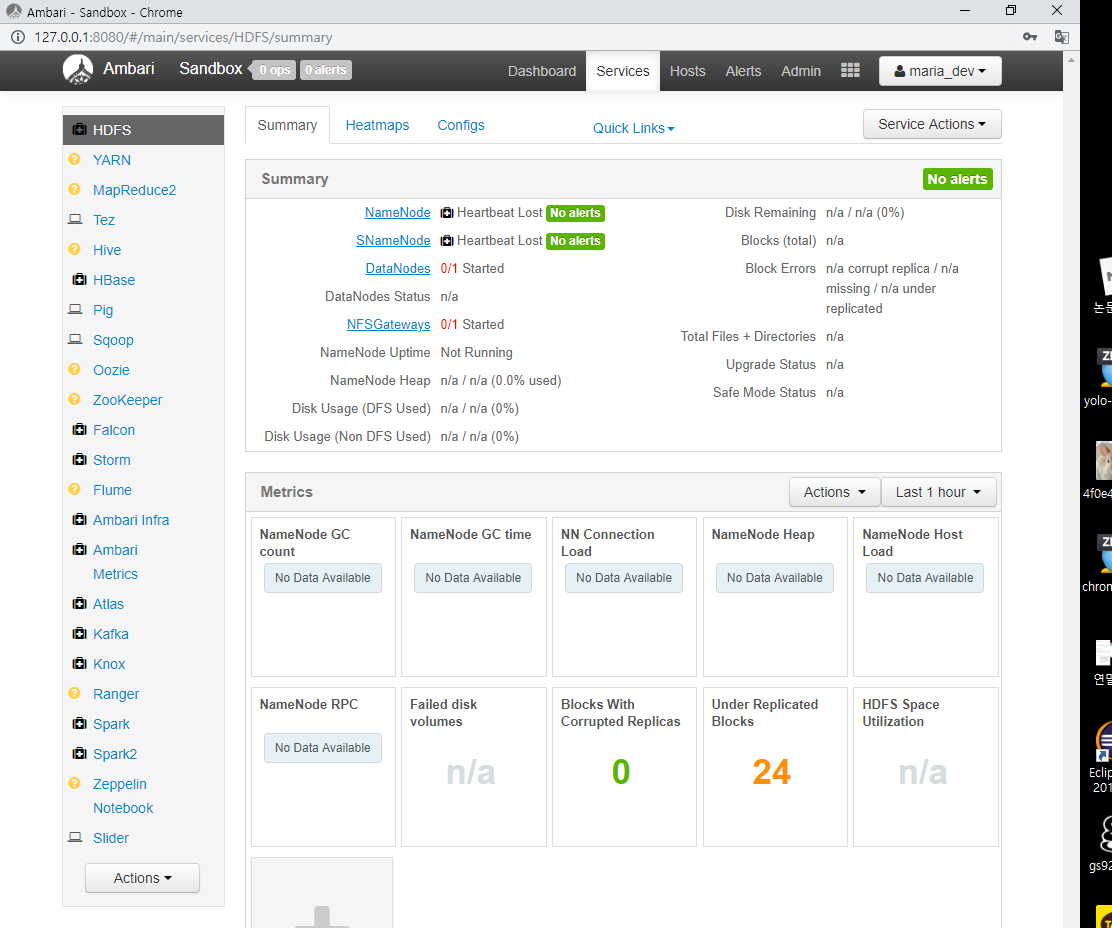 Ambari - Sandbox - Chrome
127.0.0.1:8080/#/main/services/HDFS/summary
Ambari Sandbox 0 ops 0 alerts Dashboard Services Hosts Alerts Admin maria_dev
HDFS
YARN
MapReduce2
Tez
Hive
HBase
Pig
Sqoop
Oozie
ZooKeeper
Falcon
Storm
Flume
Ambari Infra
Ambari
Metrics
Atlas
Kafka
Knox
Ranger
Spark
Spark2
Zeppelin
Notebook
Slider
Actions
Summary Heatmaps Configs Quick Links Service Actions
Summary No alerts
NameNode Heartbeat Lost No alerts
SNameNode Heartbeat Lost No alerts
DataNodes 0/1 Started
DataNodes Status n/a
NFSGateways 0/1 Started
NameNode Uptime Not Running
NameNode Heap n/a / n/a (0.0% used)
Disk Usage (DFS Used) n/a / n/a (0%)
Disk Usage (Non DFS Used) n/a / n/a (0%)
Disk Remaining n/a / n/a (0%)
Blocks (total) n/a
Block Errors n/a corrupt replica / n/a
missing / n/a under
replicated
Total Files + Directories n/a
Upgrade Status n/a
Safe Mode Status n/a
Metrics Actions Last 1 hour
NameNode GC
count
No Data Available
NameNode GC time
No Data Available
NN Connection
Load
No Data Available
NameNode Heap
No Data Available
NameNode Host
Load
No Data Available
NameNode RPC
No Data Available
Failed disk
volumes
n/a
Blocks With
Corrupted Replicas
0
Under Replicated
Blocks
24
HDFS Space
Utilization
n/a
yolo-
4f0e4
chron
Eclip
201
gs92